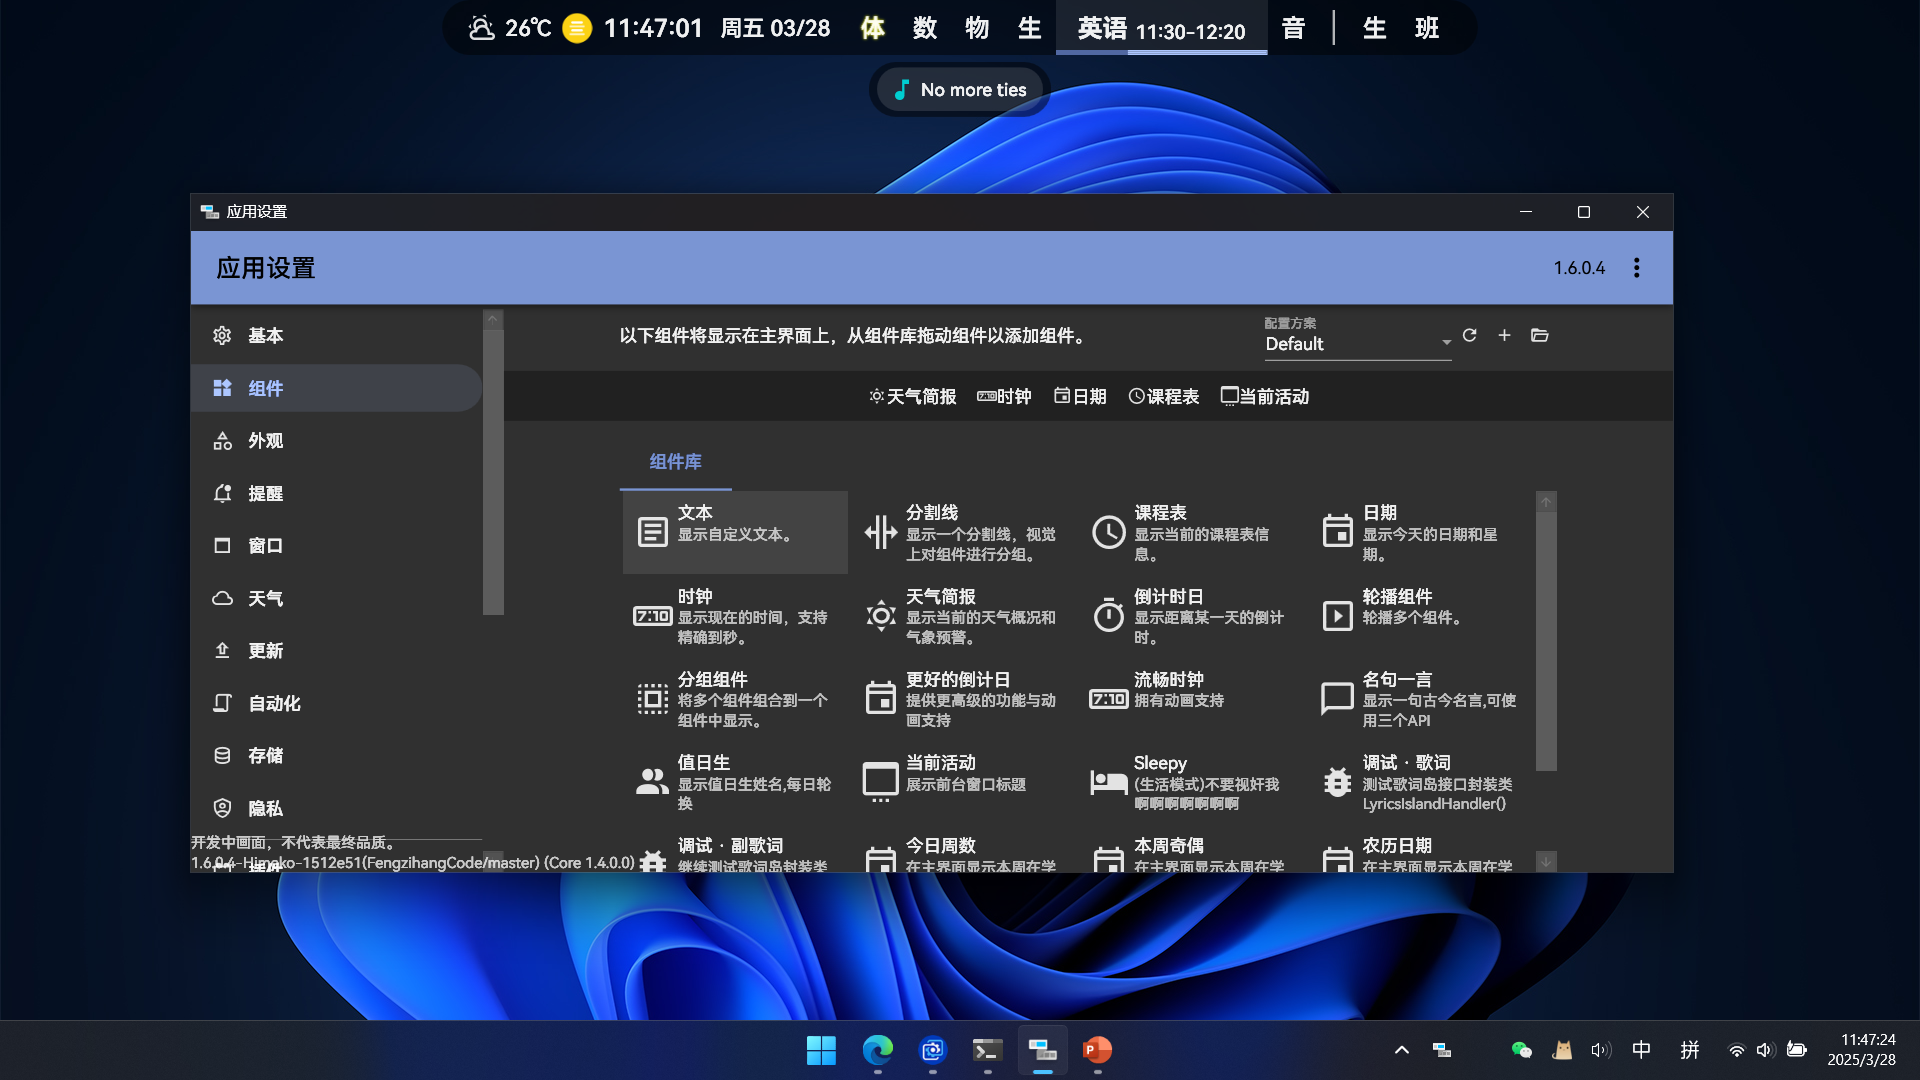 26℃ 11:47:01 周五 03/28 体 数 物 生 英语 11:30-12:20 音 生 班
No more ties
应用设置
应用设置
1.6.0.4
基本
组件
外观
提醒
窗口
天气
更新
自动化
存储
隐私
以下组件将显示在主界面上，从组件库拖动组件以添加组件。
配置方案
Default
天气简报 7:10时钟 日期 课程表 当前活动
组件库
文本
显示自定义文本。
分割线
显示一个分割线，视觉
上对组件进行分组。
课程表
显示当前的课程表信
息。
日期
显示今天的日期和星
期。
7:10
时钟
显示现在的时间，支持
精确到秒。
天气简报
显示当前的天气概况和
气象预警。
倒计时日
显示距离某一天的倒计
时。
轮播组件
轮播多个组件。
分组组件
将多个组件组合到一个
组件中显示。
更好的倒计日
提供更高级的功能与动
画支持
7:10
流畅时钟
拥有动画支持
名句一言
显示一句古今名言,可使
用三个API
值日生
显示值日生姓名,每日轮
换
当前活动
展示前台窗口标题
Sleepy
(生活模式)不要视奸我
啊啊啊啊啊啊啊
调试 · 歌词
测试歌词岛接口封装类
LyricsIslandHandler()
调试 · 副歌词
继续测试歌词岛封装类
今日周数
在主界面显示本周在学
本周奇偶
在主界面显示本周在学
农历日期
在主界面显示本周在学
开发中画面，不代表最终品质。
1.6.0.4-Himeko-1512e51(FengzihangCode/master) (Core 1.4.0.0)
中 拼
11:47:24
2025/3/28